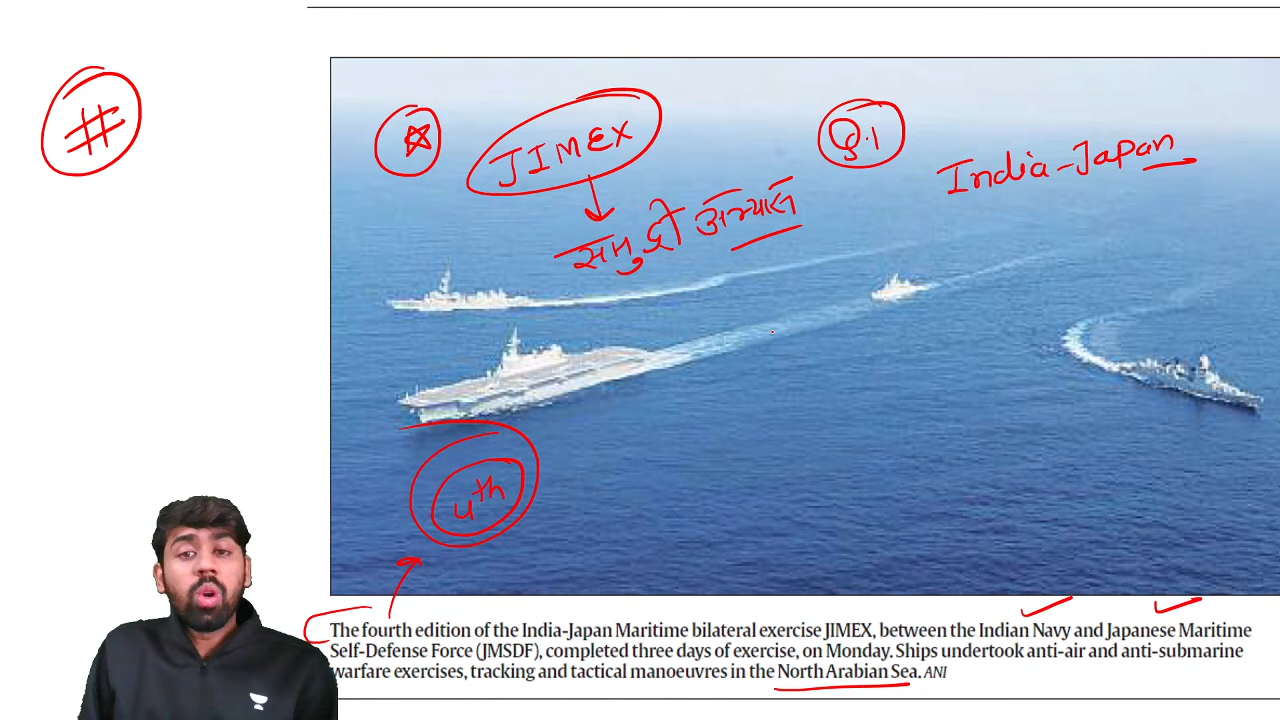 #
JIMEX
Q.1
India-Japan
समुद्री अभ्यास
4th
The fourth edition of the India-Japan Maritime bilateral exercise JIMEX, between the Indian Navy and Japanese Maritime
Self-Defense Force (JMSDF), completed three days of exercise, on Monday. Ships undertook anti-air and anti-submarine
warfare exercises, tracking and tactical manoeuvres in the North Arabian Sea. ANI